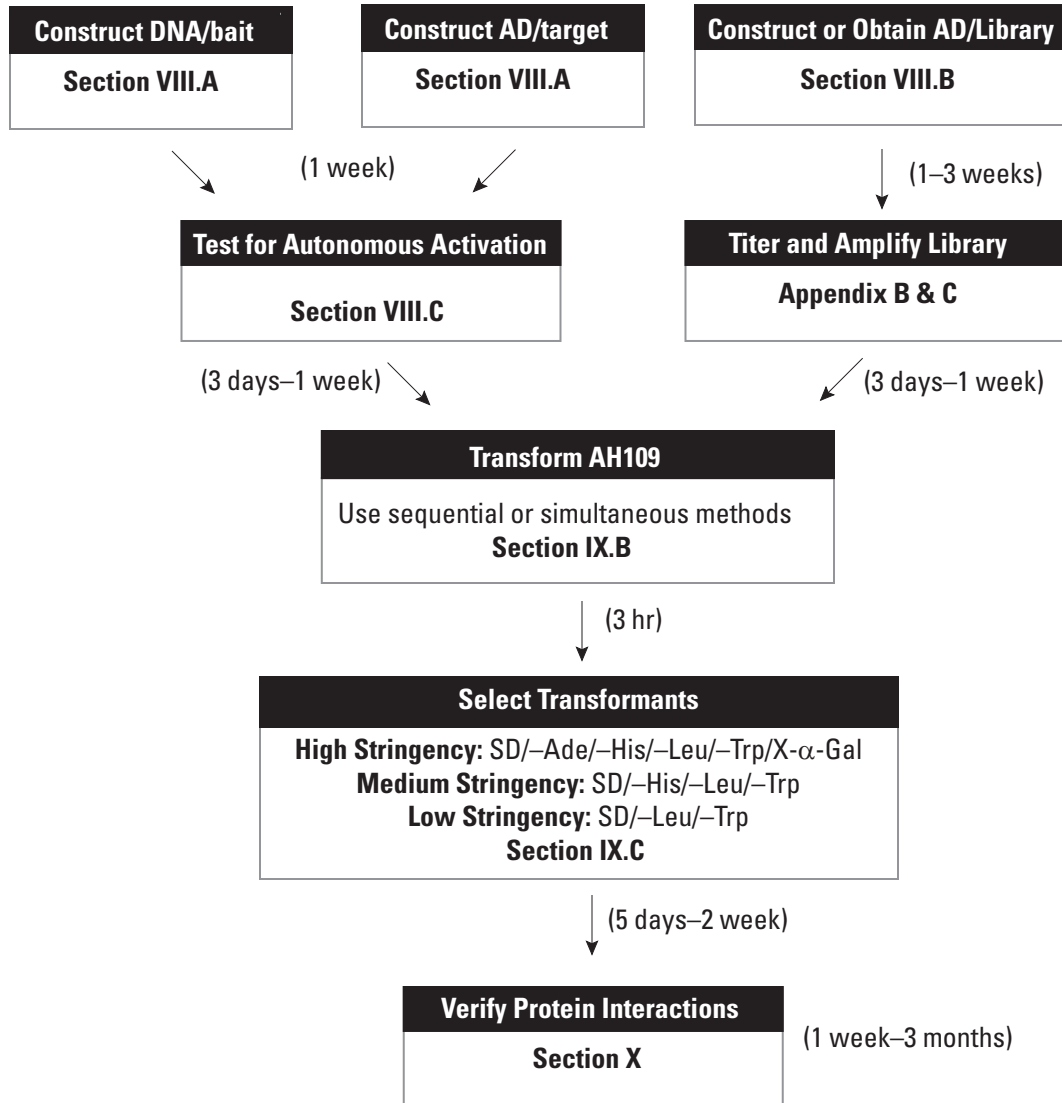 Construct DNA/bait
Section VIII.A
Construct AD/target
Section VIII.A
Construct or Obtain AD/Library
Section VIII.B
(1 week)
(1–3 weeks)
Test for Autonomous Activation
Section VIII.C
Titer and Amplify Library
Appendix B & C
(3 days–1 week)
(3 days–1 week)
Transform AH109
Use sequential or simultaneous methods
Section IX.B
(3 hr)
Select Transformants
High Stringency: SD/–Ade/–His/–Leu/–Trp/X-α-Gal
Medium Stringency: SD/–His/–Leu/–Trp
Low Stringency: SD/–Leu/–Trp
Section IX.C
(5 days–2 week)
Verify Protein Interactions
Section X
(1 week–3 months)